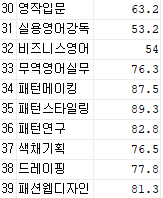 30 영작입문 63.2
31 실용영어강독 53.2
32 비즈니스영어 54
33 무역영어실무 76.3
34 패턴메이킹 87.5
35 패턴스타일링 89.3
36 패턴연구 82.8
37 색채기획 76.5
38 드레이핑 77.8
39 패션웹디자인 81.3